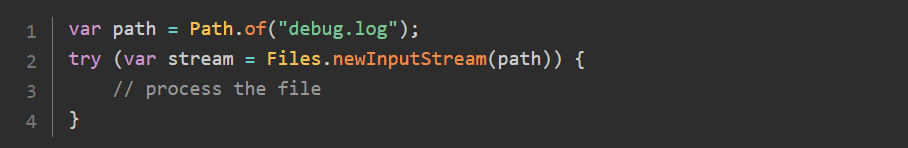 1 var path = Path.of("debug.log");
2 try (var stream = Files.newInputStream(path)) {
3     // process the file
4 }